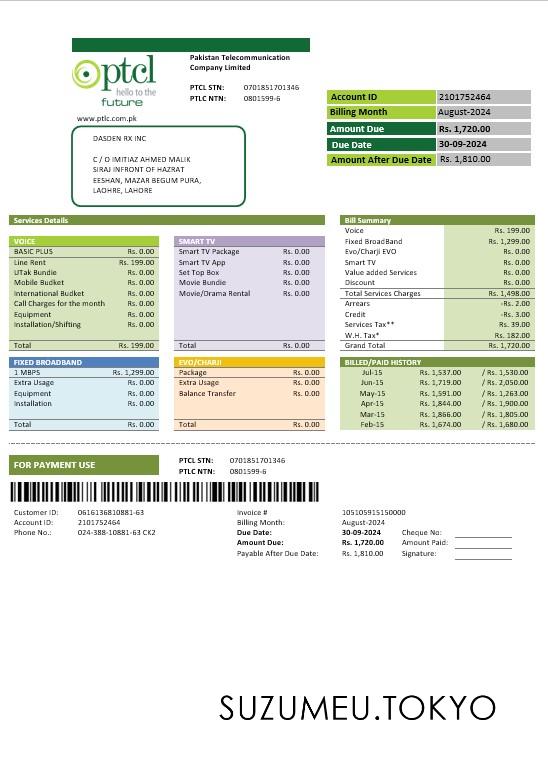 ptcl
hello to the
future
www.ptlc.com.pk
Pakistan Telecommunication
Company Limited
PTCL STN: 0701851701346
PTLC NTN: 0801599-6
Account ID 2101752464
Billing Month August-2024
Amount Due Rs. 1,720.00
Due Date 30-09-2024
Amount After Due Date Rs. 1,810.00
DASDEN RX INC
C / O IMITIAZ AHMED MALIK
SIRAJ INFRONT OF HAZRAT
EESHAN, MAZAR BEGUM PURA,
LAOHRE, LAHORE
Services Details
VOICE
BASIC PLUS Rs. 0.00
Line Rent Rs. 199.00
UTak Bundie Rs. 0.00
Mobile Budket Rs. 0.00
International Budket Rs. 0.00
Call Charges for the month Rs. 0.00
Equipment Rs. 0.00
Installation/Shifting Rs. 0.00
Total Rs. 199.00
SMART TV
Smart TV Package Rs. 0.00
Smart TV App Rs. 0.00
Set Top Box Rs. 0.00
Movie Bundie Rs. 0.00
Movie/Drama Rental Rs. 0.00
Total Rs. 0.00
Bill Summary
Voice Rs. 199.00
Fixed BroadBand Rs. 1,299.00
Evo/Charji EVO Rs. 0.00
Smart TV Rs. 0.00
Value added Services Rs. 0.00
Discount Rs. 0.00
Total Services Charges Rs. 1,498.00
Arrears -Rs. 2.00
Credit -Rs. 3.00
Services Tax** Rs. 39.00
W.H. Tax* Rs. 182.00
Grand Total Rs. 1,720.00
FIXED BROADBAND
1 MBPS Rs. 1,299.00
Extra Usage Rs. 0.00
Equipment Rs. 0.00
Installation Rs. 0.00
Total Rs. 0.00
EVO/CHARJI
Package Rs. 0.00
Extra Usage Rs. 0.00
Balance Transfer Rs. 0.00
Total Rs. 0.00
BILLED/PAID HISTORY
Jul-15 Rs. 1,537.00 / Rs. 1,530.00
Jun-15 Rs. 1,719.00 / Rs. 2,050.00
May-15 Rs. 1,591.00 / Rs. 1,263.00
Apr-15 Rs. 1,844.00 / Rs. 1,900.00
Mar-15 Rs. 1,866.00 / Rs. 1,805.00
Feb-15 Rs. 1,674.00 / Rs. 1,680.00
FOR PAYMENT USE
PTCL STN: 0701851701346
PTLC NTN: 0801599-6
Customer ID: 0616136810881-63
Account ID: 2101752464
Phone No.: 024-388-10881-63 CK2
Invoice # 105105915150000
Billing Month: August-2024
Due Date: 30-09-2024 Cheque No:
Amount Due: Rs. 1,720.00 Amount Paid:
Payable After Due Date: Rs. 1,810.00 Signature:
SUZUMEU.TOKYO